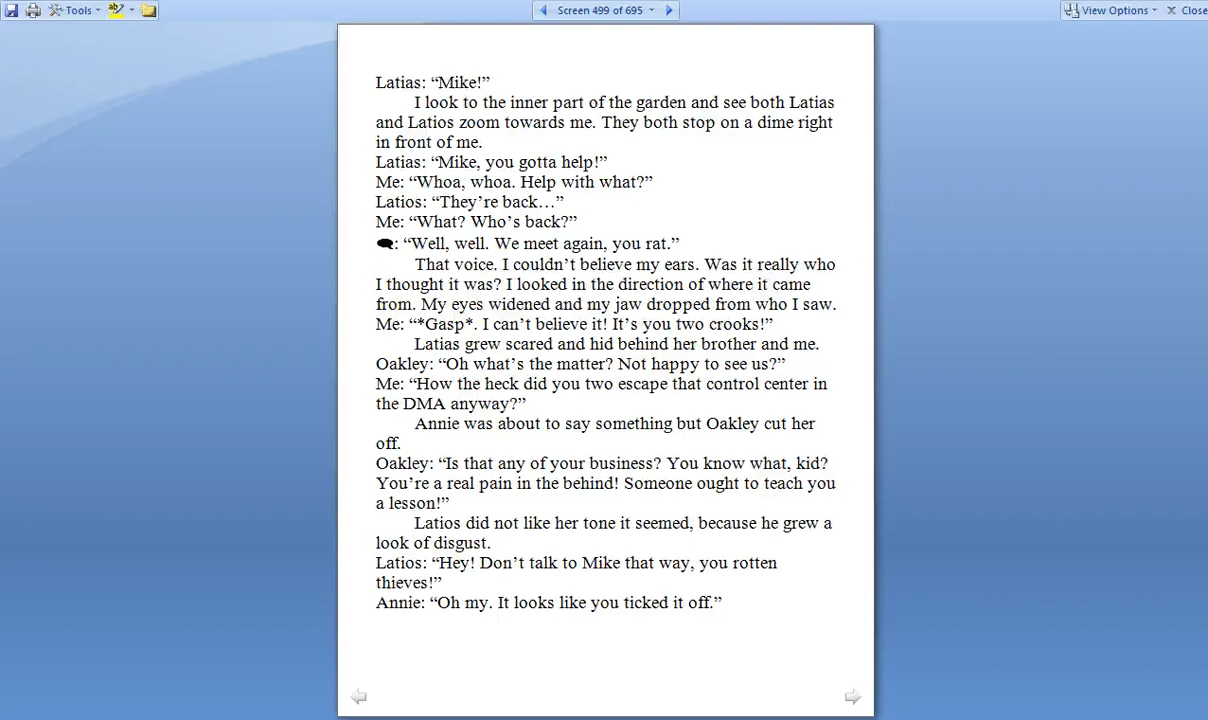 Tools
Screen 499 of 695
View Options
Close
Latias: “Mike!”
I look to the inner part of the garden and see both Latias
and Latios zoom towards me. They both stop on a dime right
in front of me.
Latias: “Mike, you gotta help!”
Me: “Whoa, whoa. Help with what?”
Latios: “They’re back…”
Me: “What? Who’s back?”
: “Well, well. We meet again, you rat.”
That voice. I couldn’t believe my ears. Was it really who
I thought it was? I looked in the direction of where it came
from. My eyes widened and my jaw dropped from who I saw.
Me: “*Gasp*. I can’t believe it! It’s you two crooks!”
Latias grew scared and hid behind her brother and me.
Oakley: “Oh what’s the matter? Not happy to see us?”
Me: “How the heck did you two escape that control center in
the DMA anyway?”
Annie was about to say something but Oakley cut her
off.
Oakley: “Is that any of your business? You know what, kid?
You’re a real pain in the behind! Someone ought to teach you
a lesson!”
Latios did not like her tone it seemed, because he grew a
look of disgust.
Latios: “Hey! Don’t talk to Mike that way, you rotten
thieves!”
Annie: “Oh my. It looks like you ticked it off.”